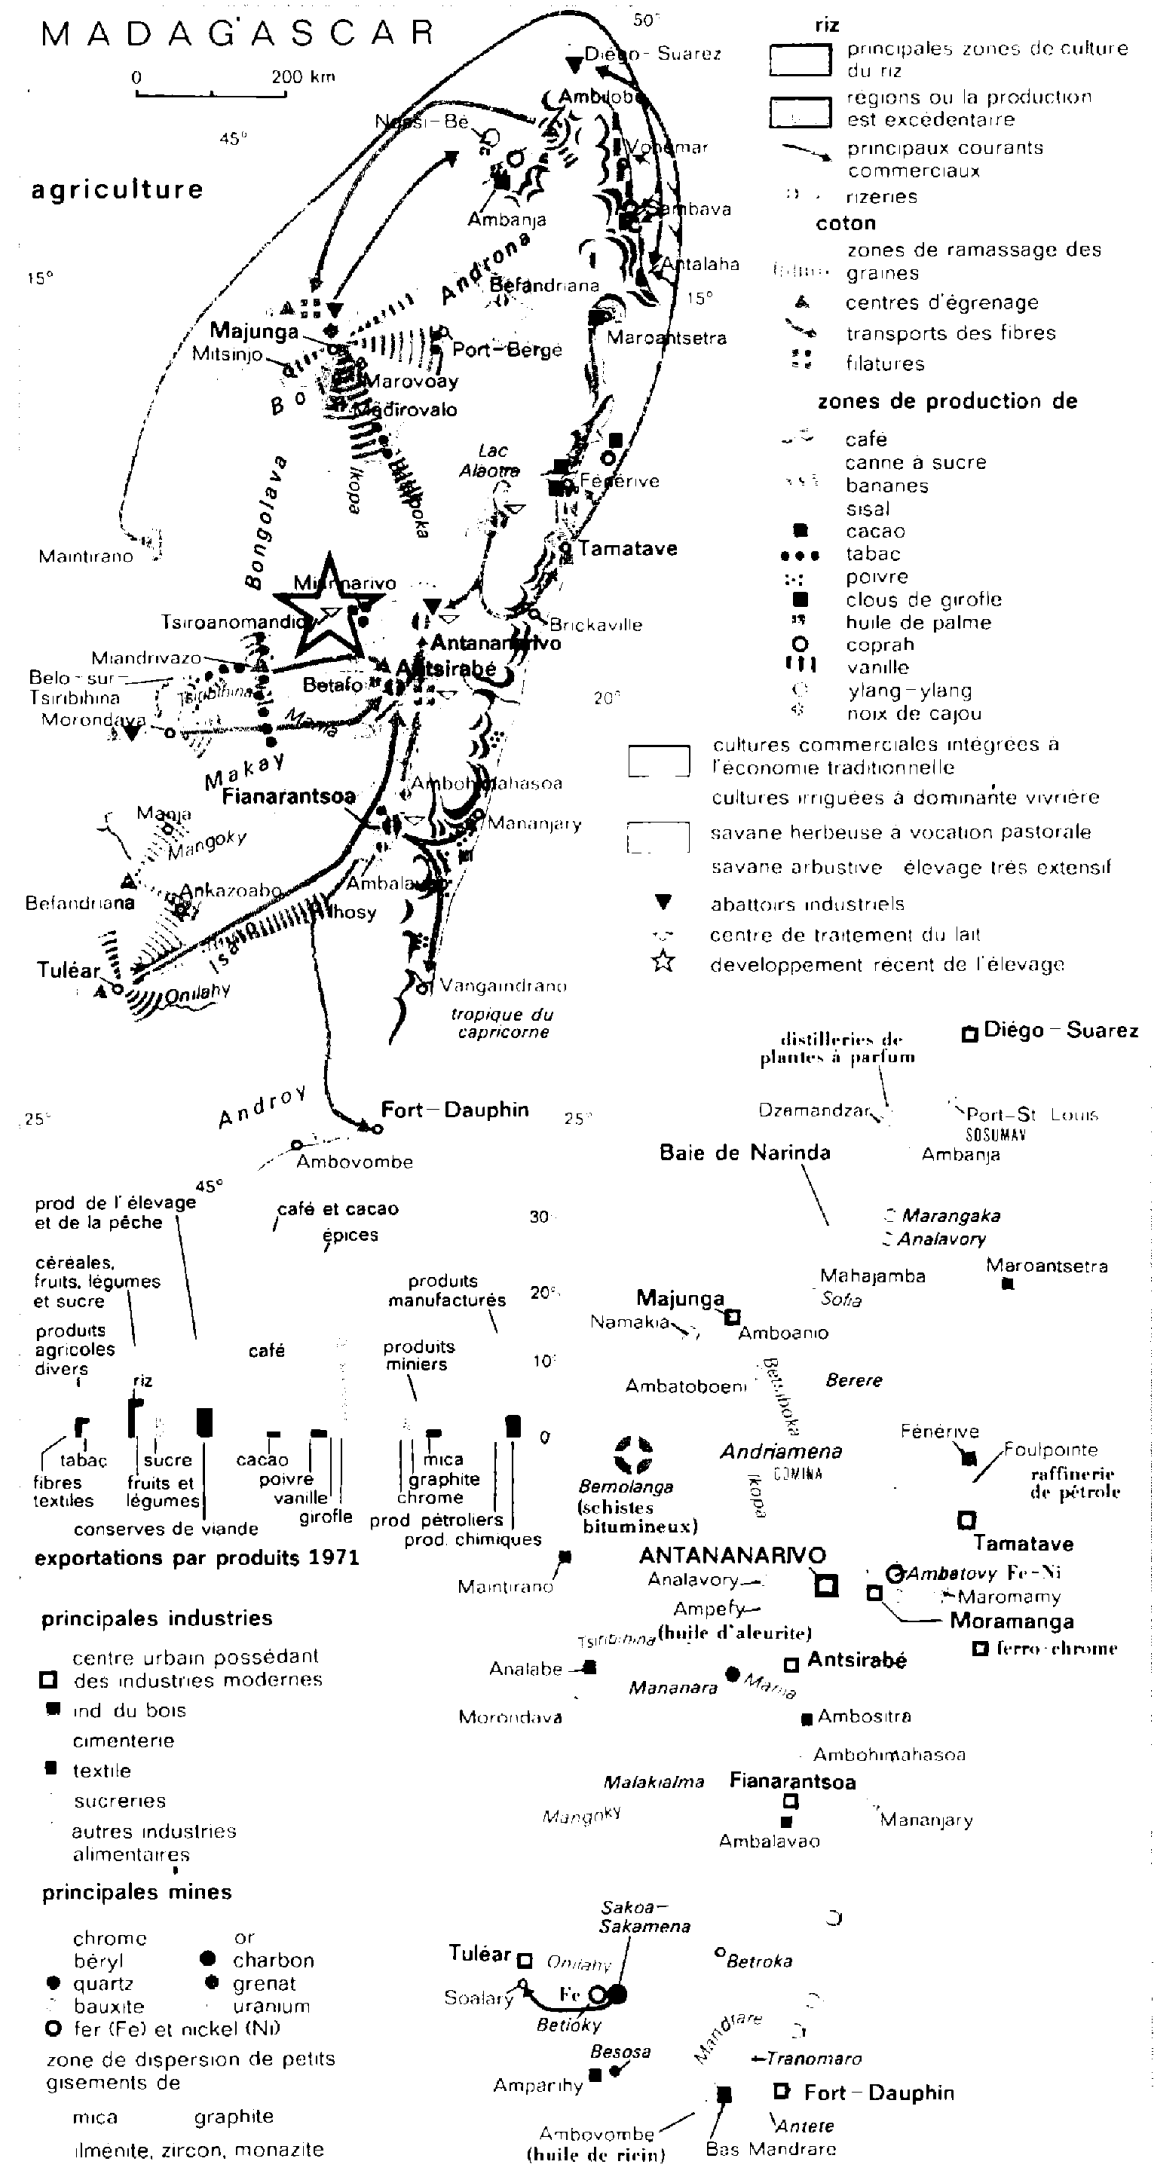 MADAGASCAR
0 200 km
50°
45°
15°
15°
20°
25°
25°
45°
agriculture
Diégo-Suarez
Ambilobe
Nossi-Bé
Vohémar
Ambanja
Sambava
Androna
Antalaha
Befandriana
Majunga
Mitsinjo
Port-Bergé
Maroantsetra
Marovoay
Madirovalo
Bo
Ikopa
Lac
Alaotra
Fénérive
Bongolava
Maintirano
Tamatave
Tsiroanomandidy
Brickaville
Antananarivo
Miandrivazo
Antsirabé
Belo-sur-
Tsiribihina
Tsiribihina
Betafo
Morondava
Mania
Makay
Ambohimahasoa
Fianarantsoa
Manja
Mananjary
Mangoky
Ambalavao
Ankazoabo
Befandriana
Ihosy
Tuléar
Onilahy
Vangaindrano
tropique du
capricorne
Androy
Fort-Dauphin
Ambovombe
riz
principales zones de culture
du riz
régions ou la production
est excédentaire
principaux courants
commerciaux
rizeries
coton
zones de ramassage des
graines
centres d'égrenage
transports des fibres
filatures
zones de production de
café
canne à sucre
bananes
sisal
cacao
tabac
poivre
clous de girofle
huile de palme
coprah
vanille
ylang-ylang
noix de cajou
cultures commerciales intégrées à
l'économie traditionnelle
cultures irriguées à dominante vivrière
savane herbeuse à vocation pastorale
savane arbustive élevage très extensif
abattoirs industriels
centre de traitement du lait
developpement récent de l'élevage
prod de l'élevage
et de la pêche
café et cacao
épices
céréales,
fruits, légumes
et sucre
produits
manufacturés
produits
agricoles
divers
café
produits
miniers
riz
30
20°
10°
0
tabac
sucre
cacao
mica
fibres
textiles
fruits et
légumes
poivre
graphite
vanille
chrome
girofle
prod pétroliers
conserves de viande
prod. chimiques
exportations par produits 1971
principales industries
centre urbain possédant
des industries modernes
ind du bois
cimenterie
textile
sucreries
autres industries
alimentaires
principales mines
chrome or
béryl charbon
quartz grenat
bauxite uranium
fer (Fe) et nickel (Ni)
zone de dispersion de petits
gisements de
mica graphite
ilménite, zircon, monazite
distilleries de
plantes à parfum
Diégo-Suarez
Dzamandzar
Port-St Louis
SOSUMAV
Ambanja
Baie de Narinda
Marangaka
Analavory
Maroantsetra
Mahajamba
Sofia
Majunga
Namakia
Amboanio
Ambatoboeni
Betsiboka
Berere
Fénérive
Foulpointe
raffinerie
de pétrole
Andriamena
COMINA
Ikopa
Bemolanga
(schistes
bitumineux)
Tamatave
ANTANANARIVO
Maintirano
Analavory
Ambatovy Fe-Ni
Maromamy
Ampefy
(huile d'aleurite)
Moramanga
ferro-chrome
Tsiribihina
Analabe
Antsirabé
Mananara
Mania
Morondava
Ambositra
Ambohimahasoa
Malakialma
Fianarantsoa
Mangoky
Mananjary
Ambalavao
Sakoa-
Sakamena
Tuléar
Onilahy
Betroka
Soalary
Fe
Betioky
Mandrare
Besosa
Tranomaro
Amparihy
Fort-Dauphin
Antete
Ambovombe
(huile de ricin)
Bas Mandrare